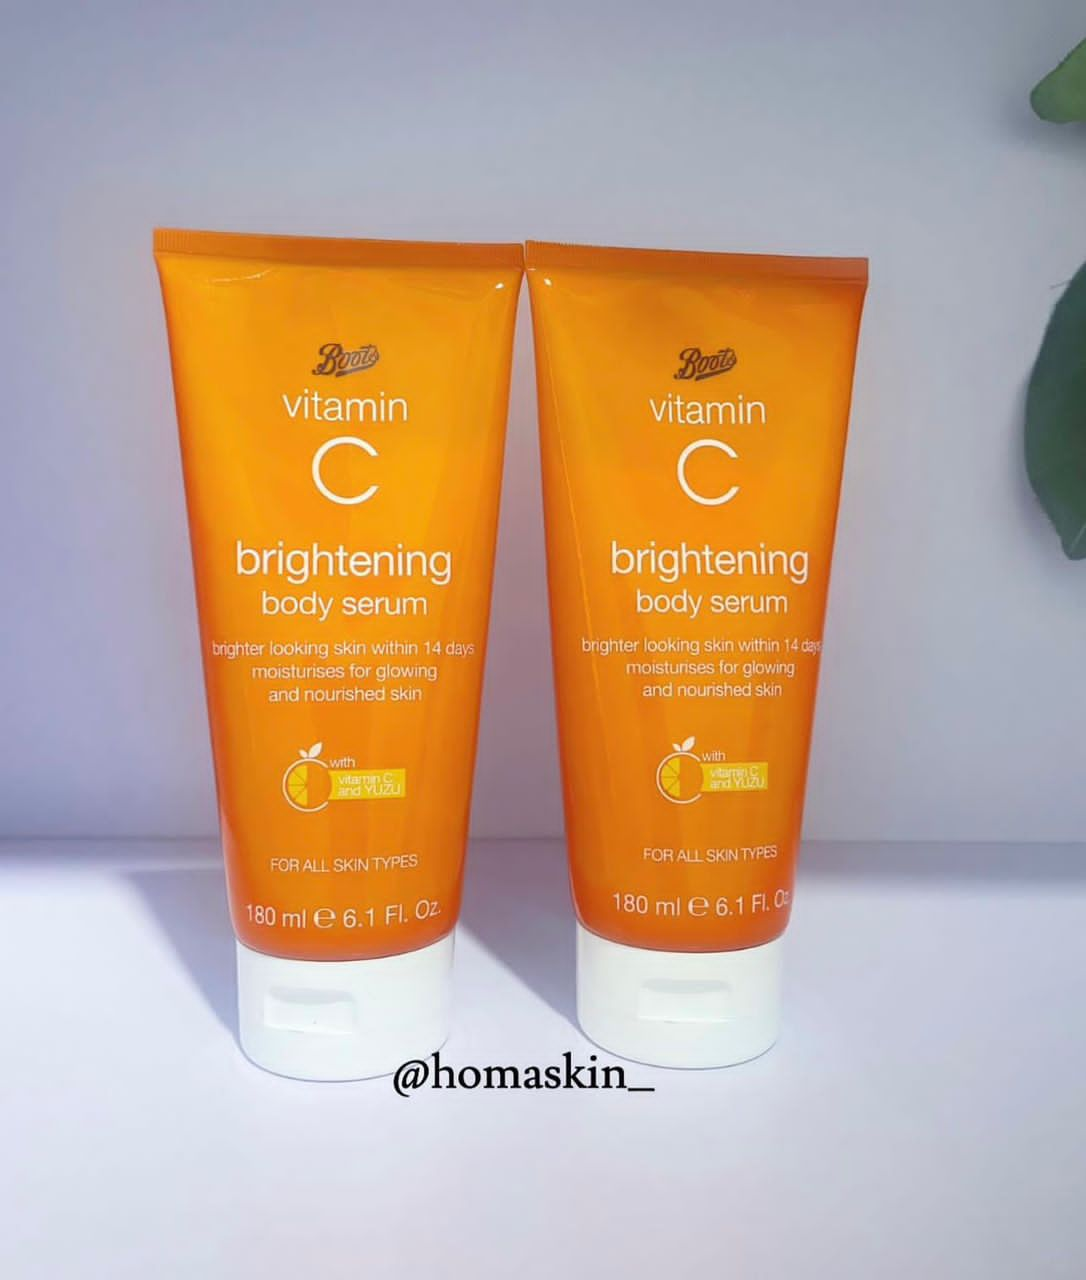 Boots
vitamin
C
brightening
body serum
brighter looking skin within 14 days
moisturises for glowing
and nourished skin
with
vitamin C
and YUZU
FOR ALL SKIN TYPES
180 ml ℮ 6.1 Fl. Oz.
Boots
vitamin
C
brightening
body serum
brighter looking skin within 14 days
moisturises for glowing
and nourished skin
with
vitamin C
and YUZU
FOR ALL SKIN TYPES
180 ml ℮ 6.1 Fl. Oz
@homaskin_